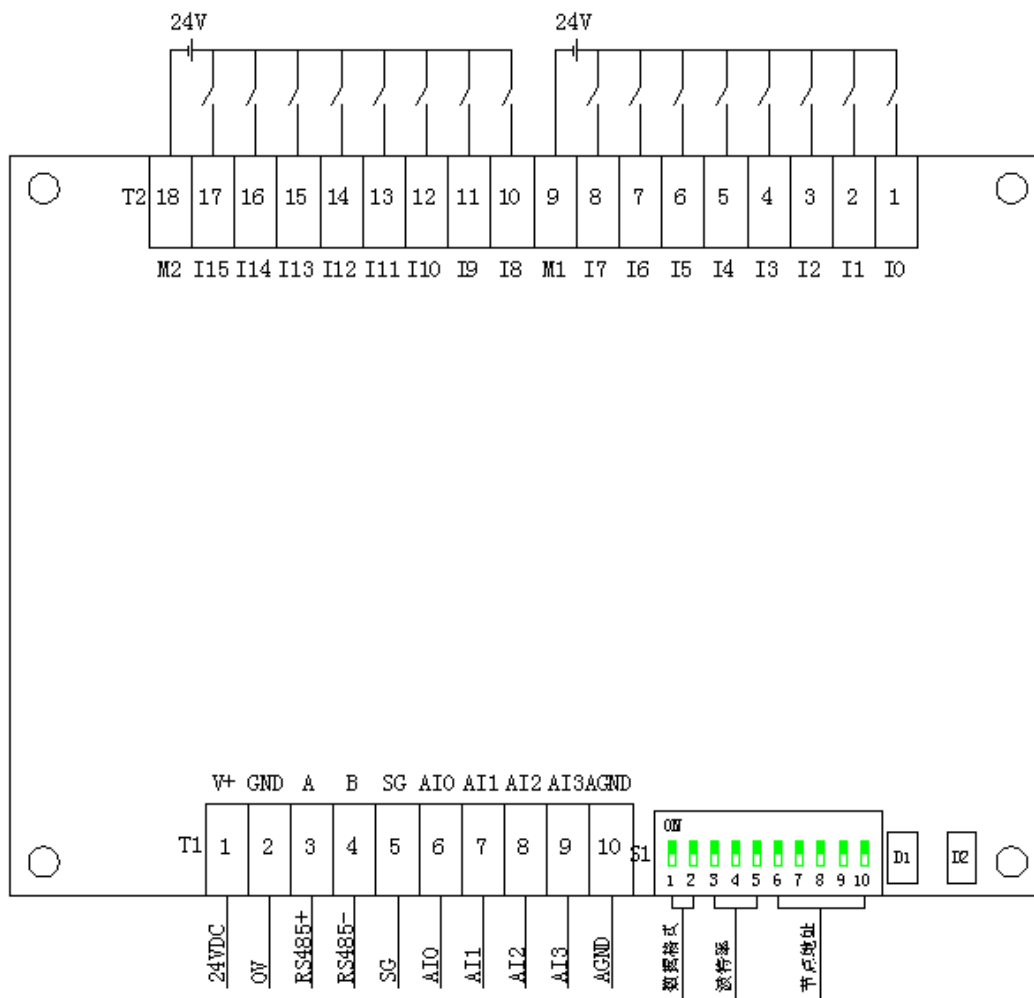 24V 24V
T2 18 17 16 15 14 13 12 11 10 9 8 7 6 5 4 3 2 1
M2 I15 I14 I13 I12 I11 I10 I9 I8 M1 I7 I6 I5 I4 I3 I2 I1 I0
V+ GND A B SG AI0 AI1 AI2 AI3 AGND
T1 1 2 3 4 5 6 7 8 9 10
S1
ON
1 2 3 4 5 6 7 8 9 10
D1 D2
24VDC
0V
RS485+
RS485-
SG
AI0
AI1
AI2
AI3
AGND
数据格式
波特率
节点地址